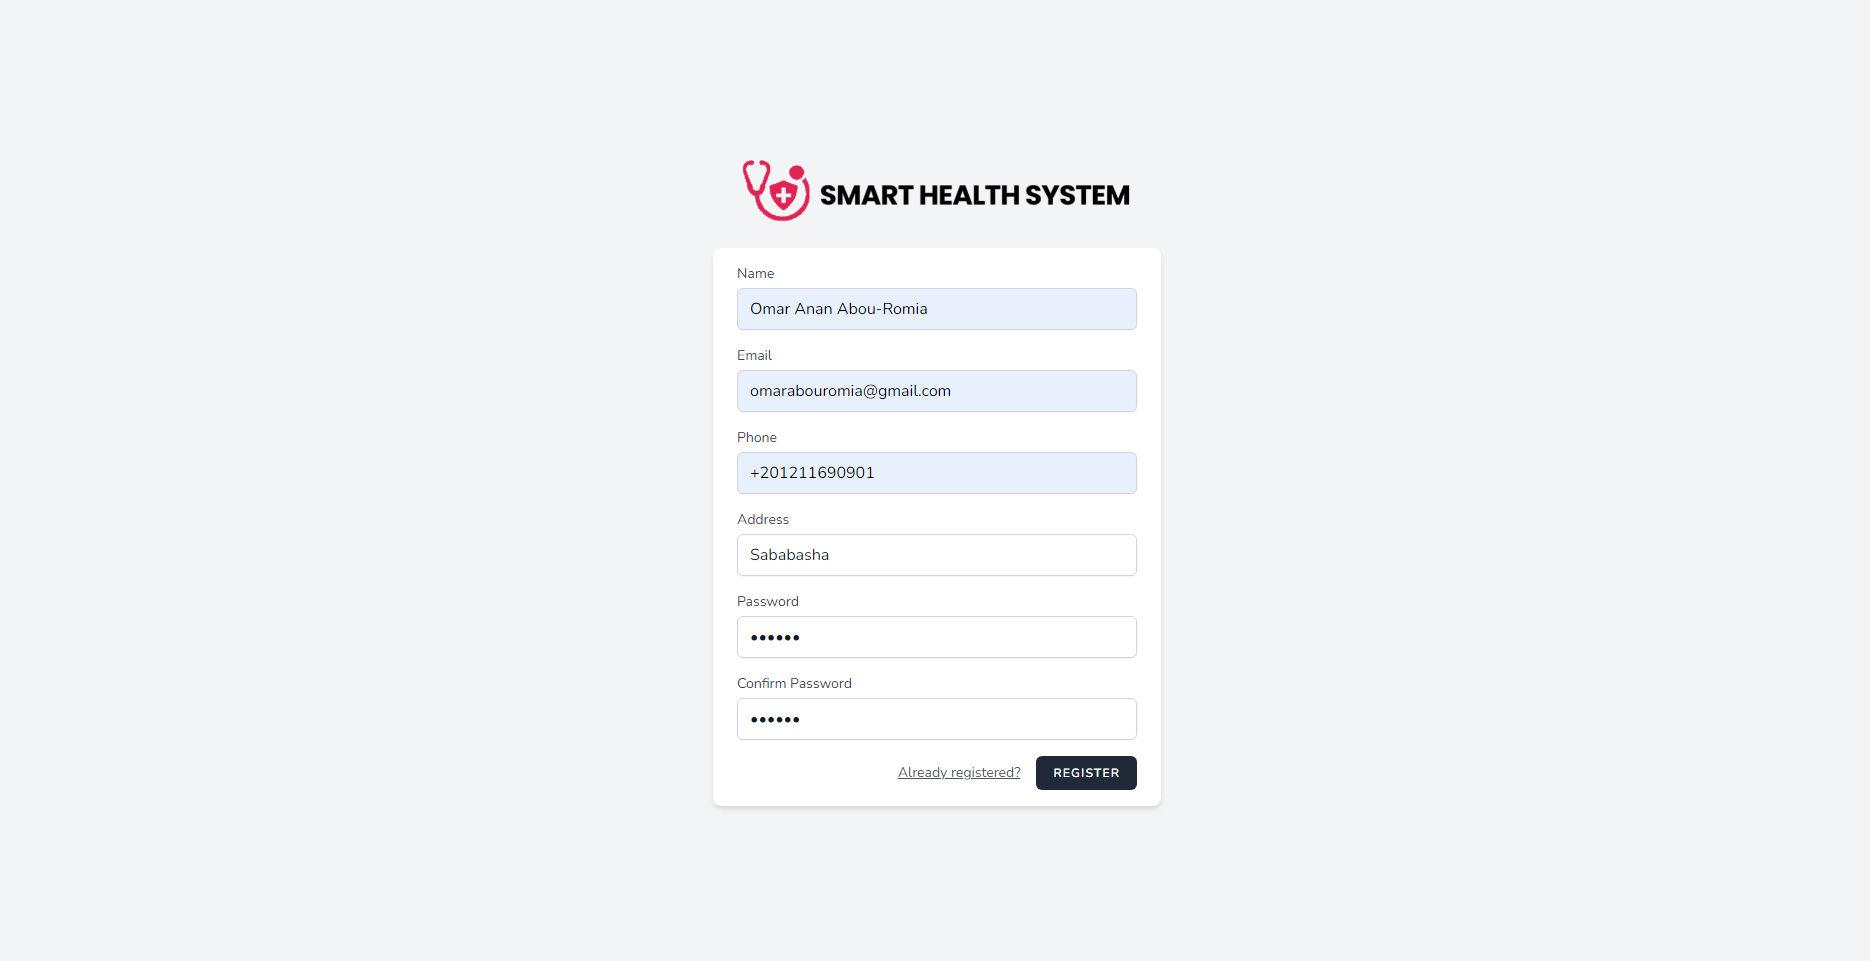 SMART HEALTH SYSTEM
Name
Omar Anan Abou-Romia
Email
omarabouromia@gmail.com
Phone
+201211690901
Address
Sababasha
Password
••••••
Confirm Password
••••••
Already registered? REGISTER